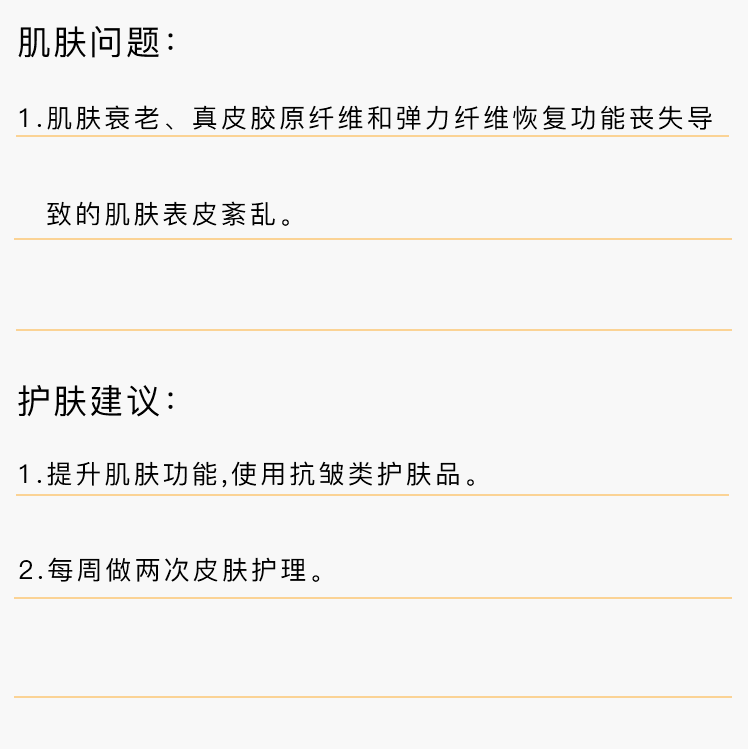 肌肤问题：
1.肌肤衰老、真皮胶原纤维和弹力纤维恢复功能丧失导
致的肌肤表皮紊乱。
护肤建议：
1.提升肌肤功能,使用抗皱类护肤品。
2.每周做两次皮肤护理。